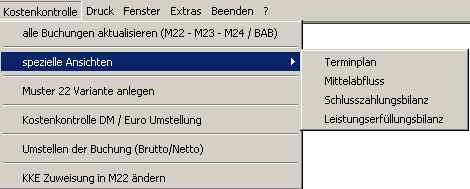 Kostenkontrolle Druck Fenster Extras Beenden ?
alle Buchungen aktualisieren (M22 - M23 - M24 / BAB)
spezielle Ansichten
Terminplan
Mittelabfluss
Schlusszahlungsbilanz
Leistungserfüllungsbilanz
Muster 22 Variante anlegen
Kostenkontrolle DM / Euro Umstellung
Umstellen der Buchung (Brutto/Netto)
KKE Zuweisung in M22 ändern